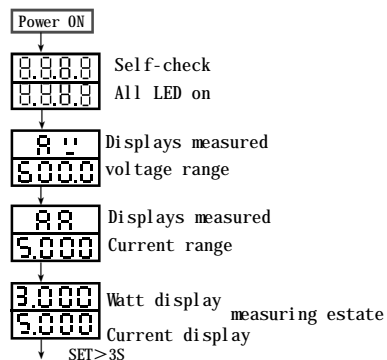 Power ON
8.8.8.8 Self-check
8.8.8.8 All LED on
Displays measured
600.0 voltage range
AA Displays measured
5.000 Current range
3.000 Watt display
measuring estate
5.000 Current display
SET>3S